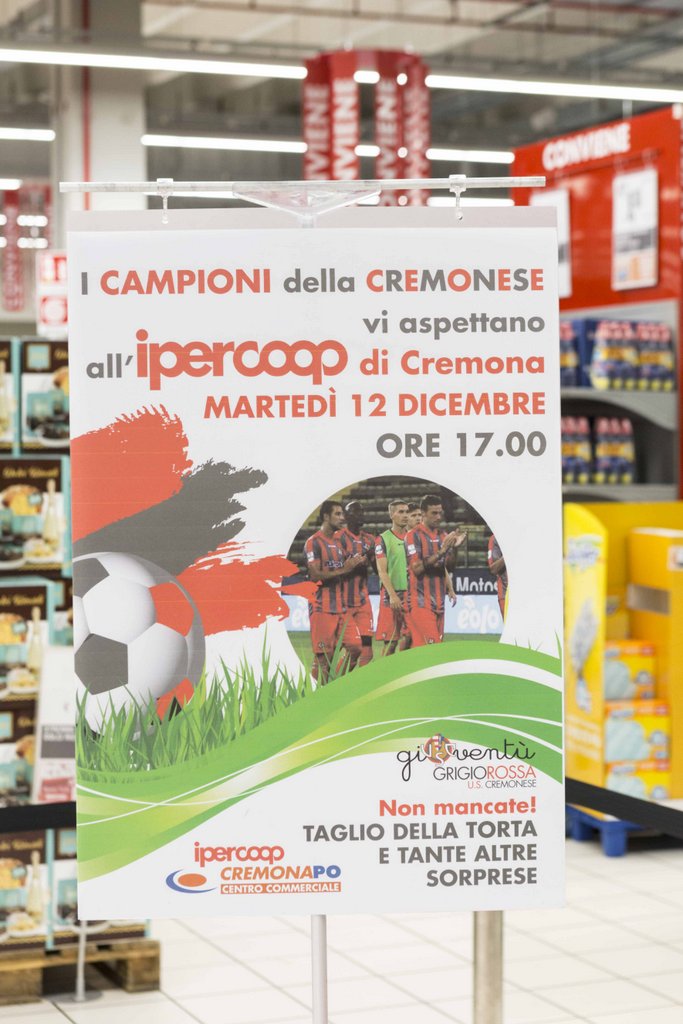 CONVIENE
CONVIENE
I CAMPIONI della CREMONESE
vi aspettano
all'ipercoop di Cremona
MARTEDÌ 12 DICEMBRE
ORE 17.00
gioventù
GRIGIOROSSA
U.S. CREMONESE
Non mancate!
TAGLIO DELLA TORTA
E TANTE ALTRE
SORPRESE
ipercoop
CREMONAPO
CENTRO COMMERCIALE